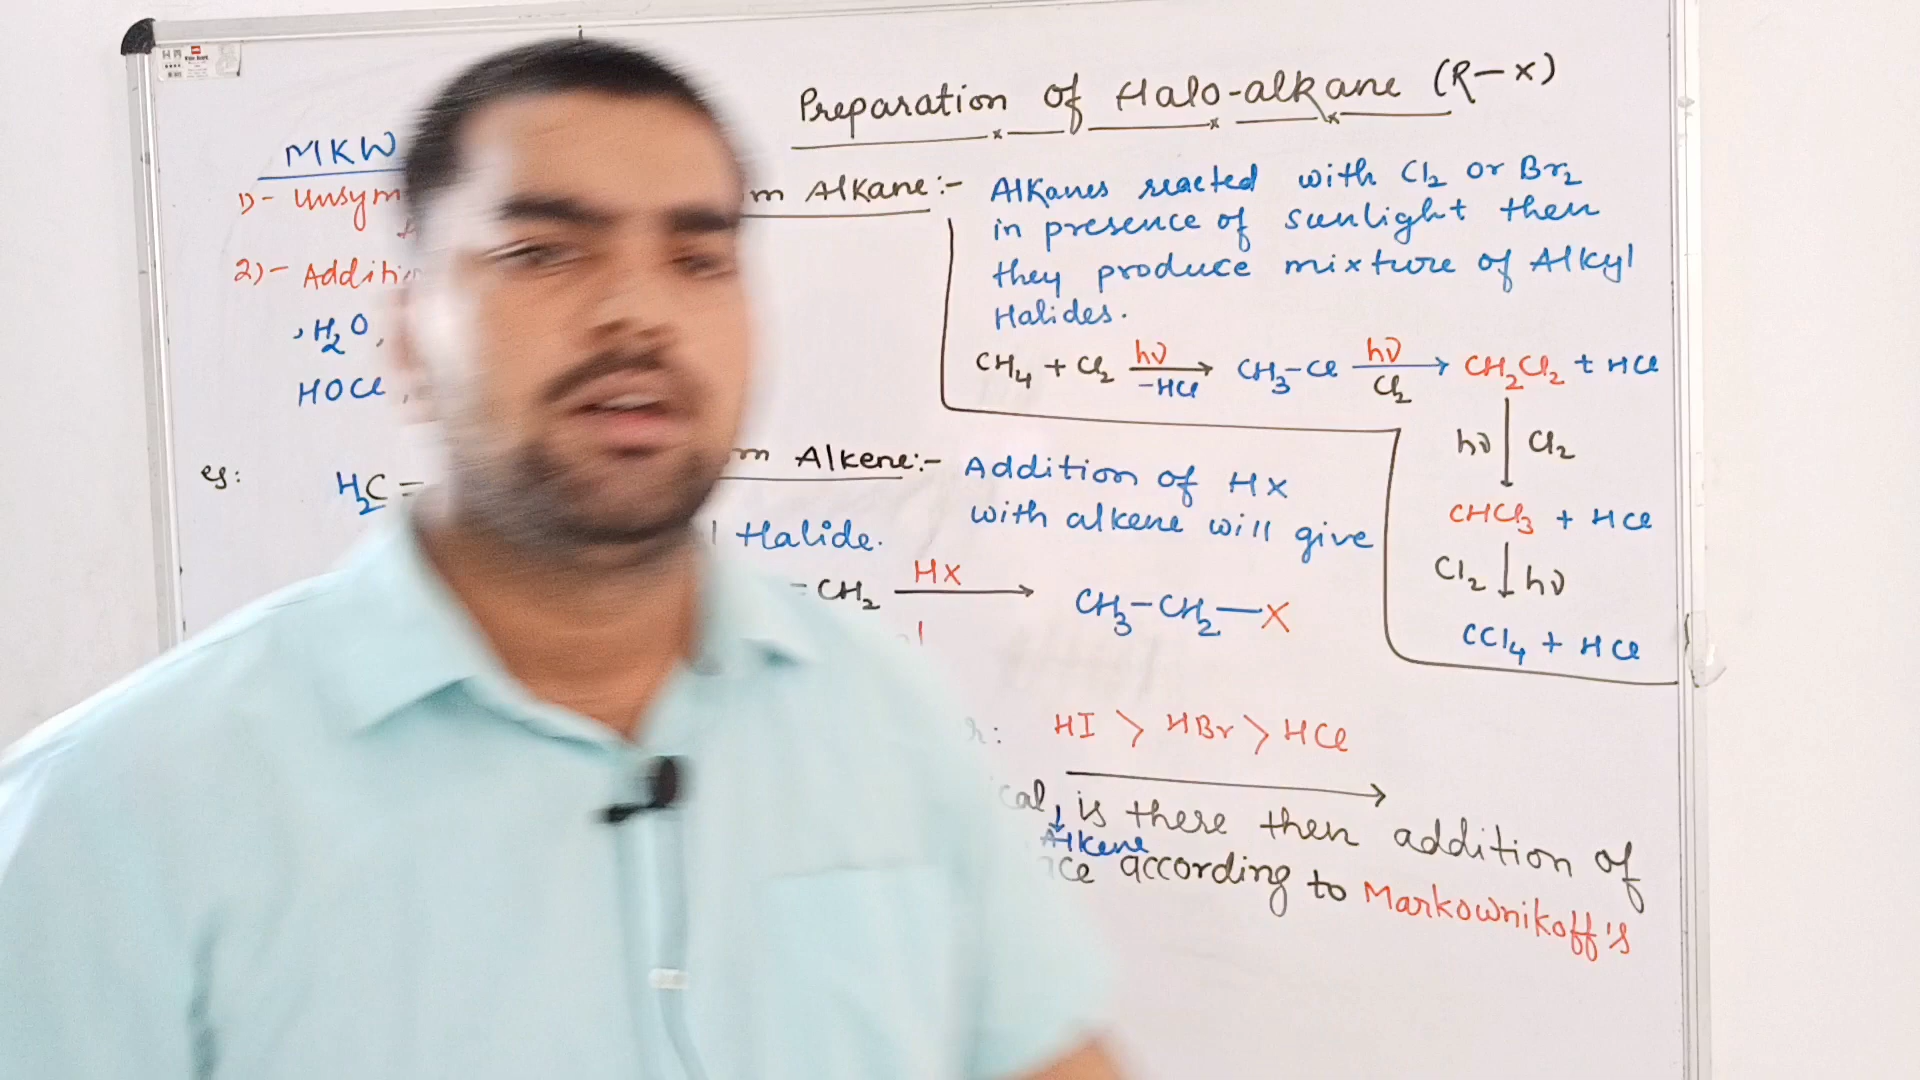 Preparation of Halo-alkane (R-x)
MKW
1)- Unsym
2)- Additi
, H2O,
HOCl,
eg: H2C=
m Alkane:- Alkanes reacted with Cl2 or Br2
in presence of sunlight then
they produce mixture of Alkyl
Halides.
CH4 + Cl2 hν -HCl → CH3-Cl hν Cl2 → CH2Cl2 + HCl
hν ↓ Cl2
CHCl3 + HCl
Cl2 ↓ hν
CCl4 + HCl
m Alkene:- Addition of HX
with alkene will give
l Halide.
=CH2 HX → CH3-CH2-X
HI > HBr > HCl
cal is there then addition of
↓ Alkene
ce according to Markownikoff's